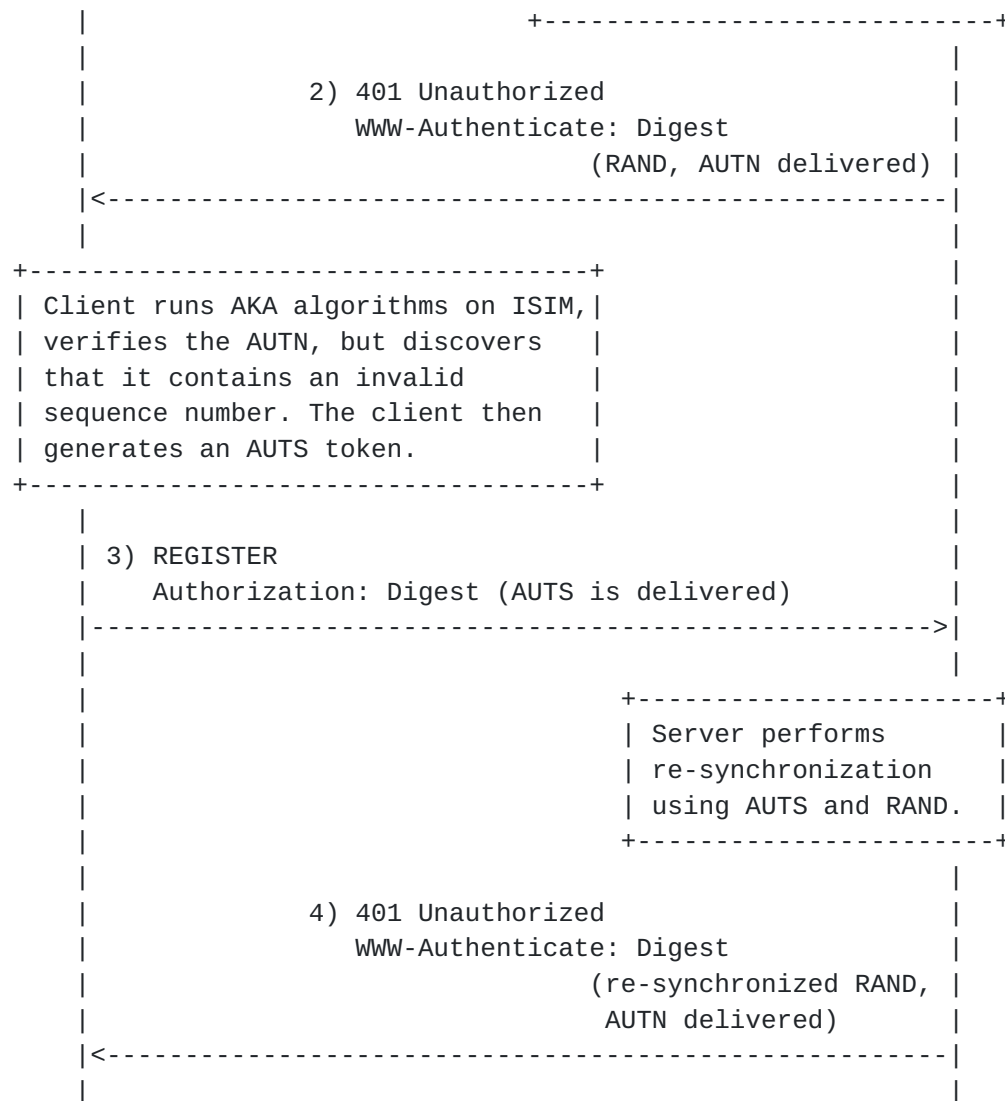 2) 401 Unauthorized
WWW-Authenticate: Digest
(RAND, AUTN delivered)
Client runs AKA algorithms on ISIM,
verifies the AUTN, but discovers
that it contains an invalid
sequence number. The client then
generates an AUTS token.
3) REGISTER
Authorization: Digest (AUTS is delivered)
Server performs
re-synchronization
using AUTS and RAND.
4) 401 Unauthorized
WWW-Authenticate: Digest
(re-synchronized RAND,
AUTN delivered)